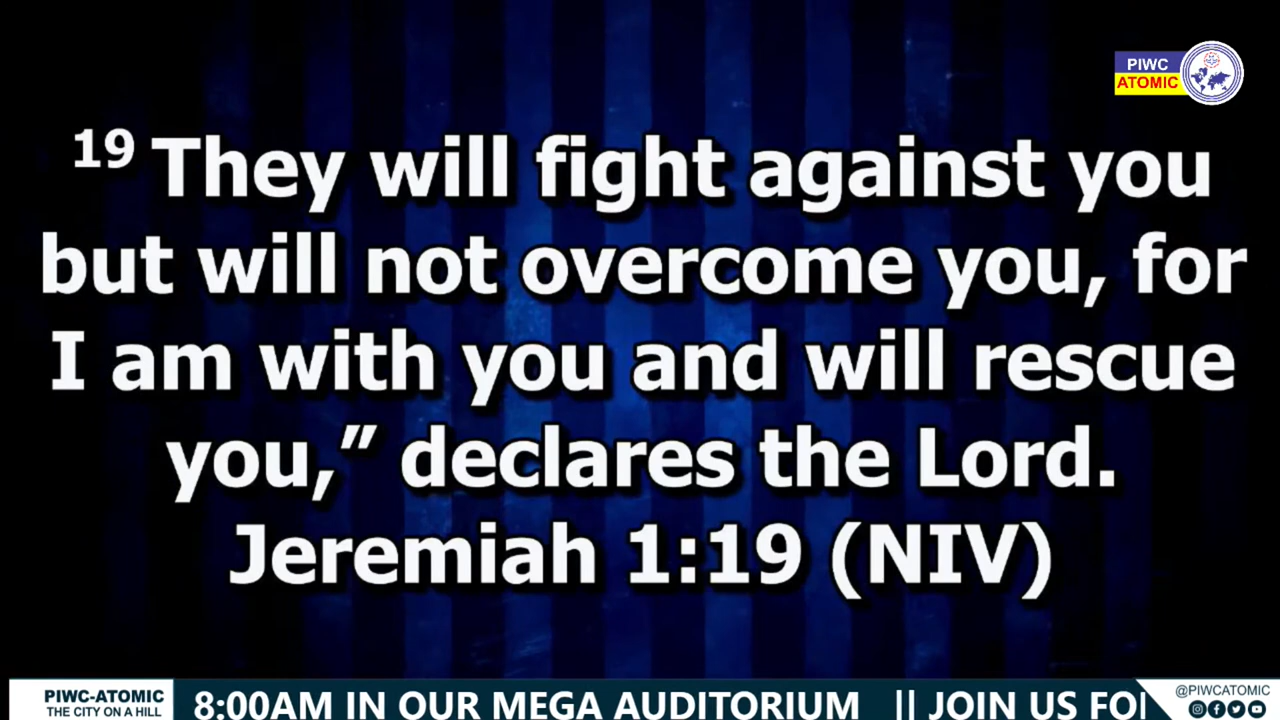 PIWC
ATOMIC
19 They will fight against you
but will not overcome you, for
I am with you and will rescue
you,” declares the Lord.
Jeremiah 1:19 (NIV)
PIWC-ATOMIC
THE CITY ON A HILL
8:00AM IN OUR MEGA AUDITORIUM || JOIN US
@PIWCATOMIC